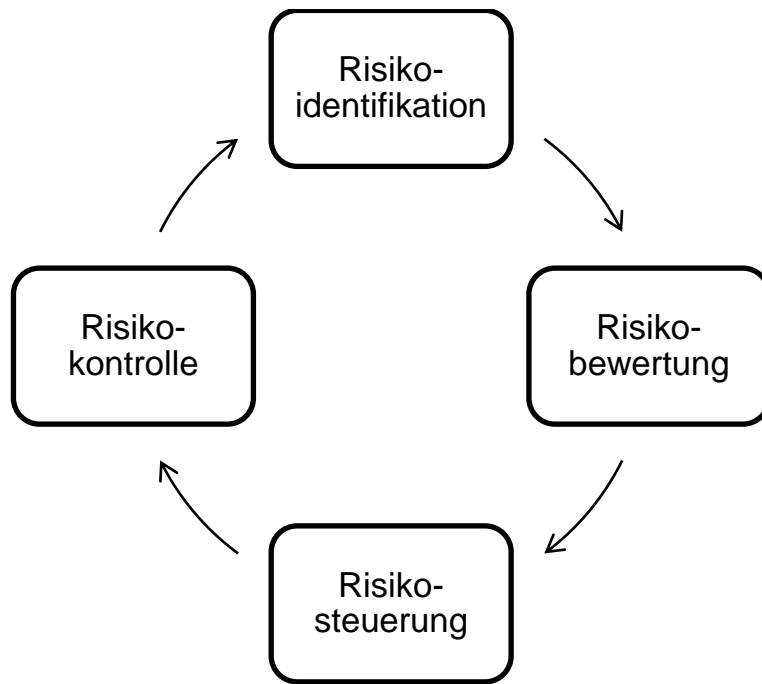 Risiko-
identifikation
Risiko-
bewertung
Risiko-
steuerung
Risiko-
kontrolle